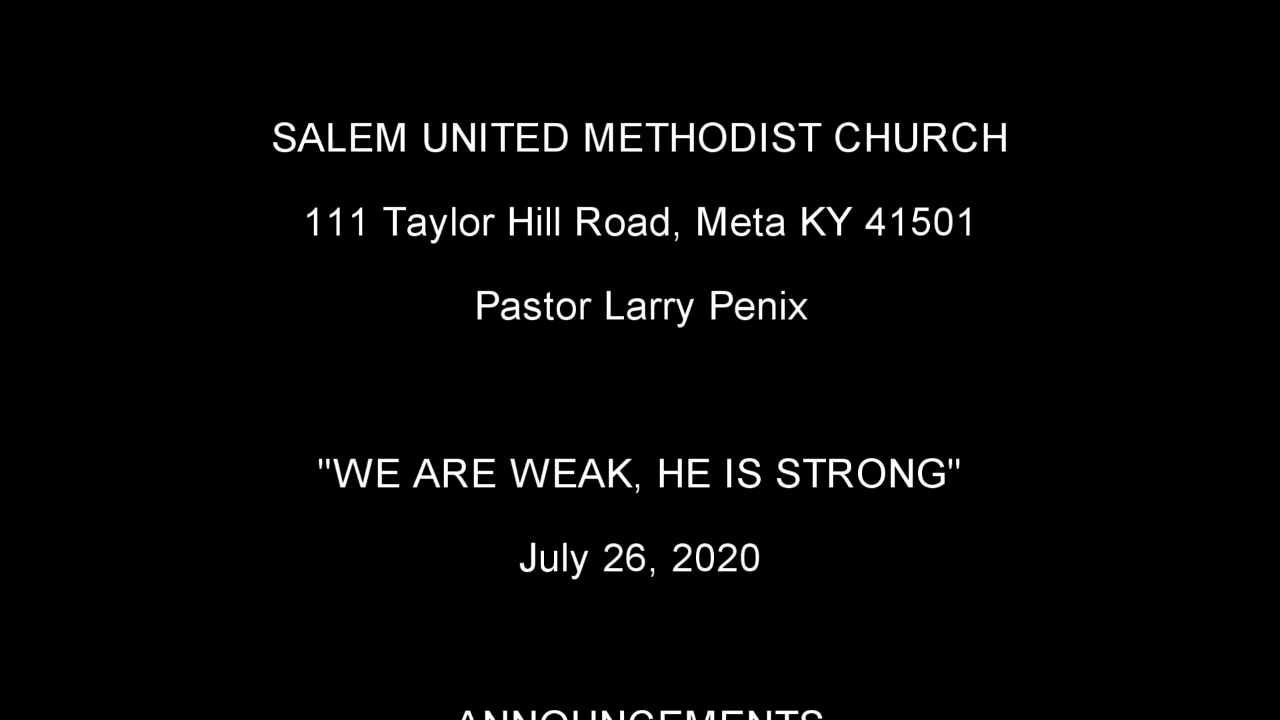 SALEM UNITED METHODIST CHURCH
111 Taylor Hill Road, Meta KY 41501
Pastor Larry Penix
"WE ARE WEAK, HE IS STRONG"
July 26, 2020
ANNOUNCEMENTS